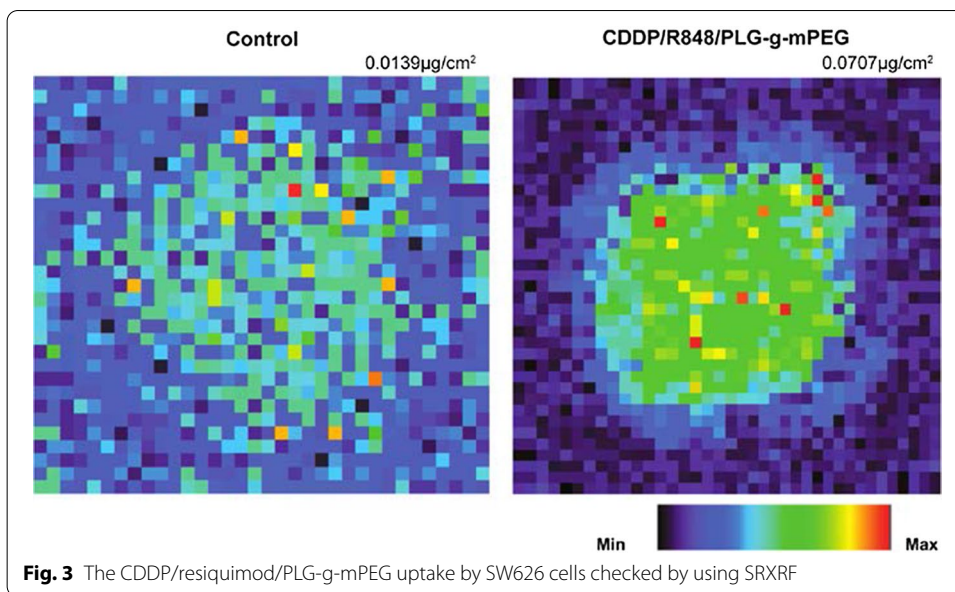 Control
0.0139µg/cm²
CDDP/R848/PLG-g-mPEG
0.0707µg/cm²
Min
Max
Fig. 3 The CDDP/resiquimod/PLG-g-mPEG uptake by SW626 cells checked by using SRXRF